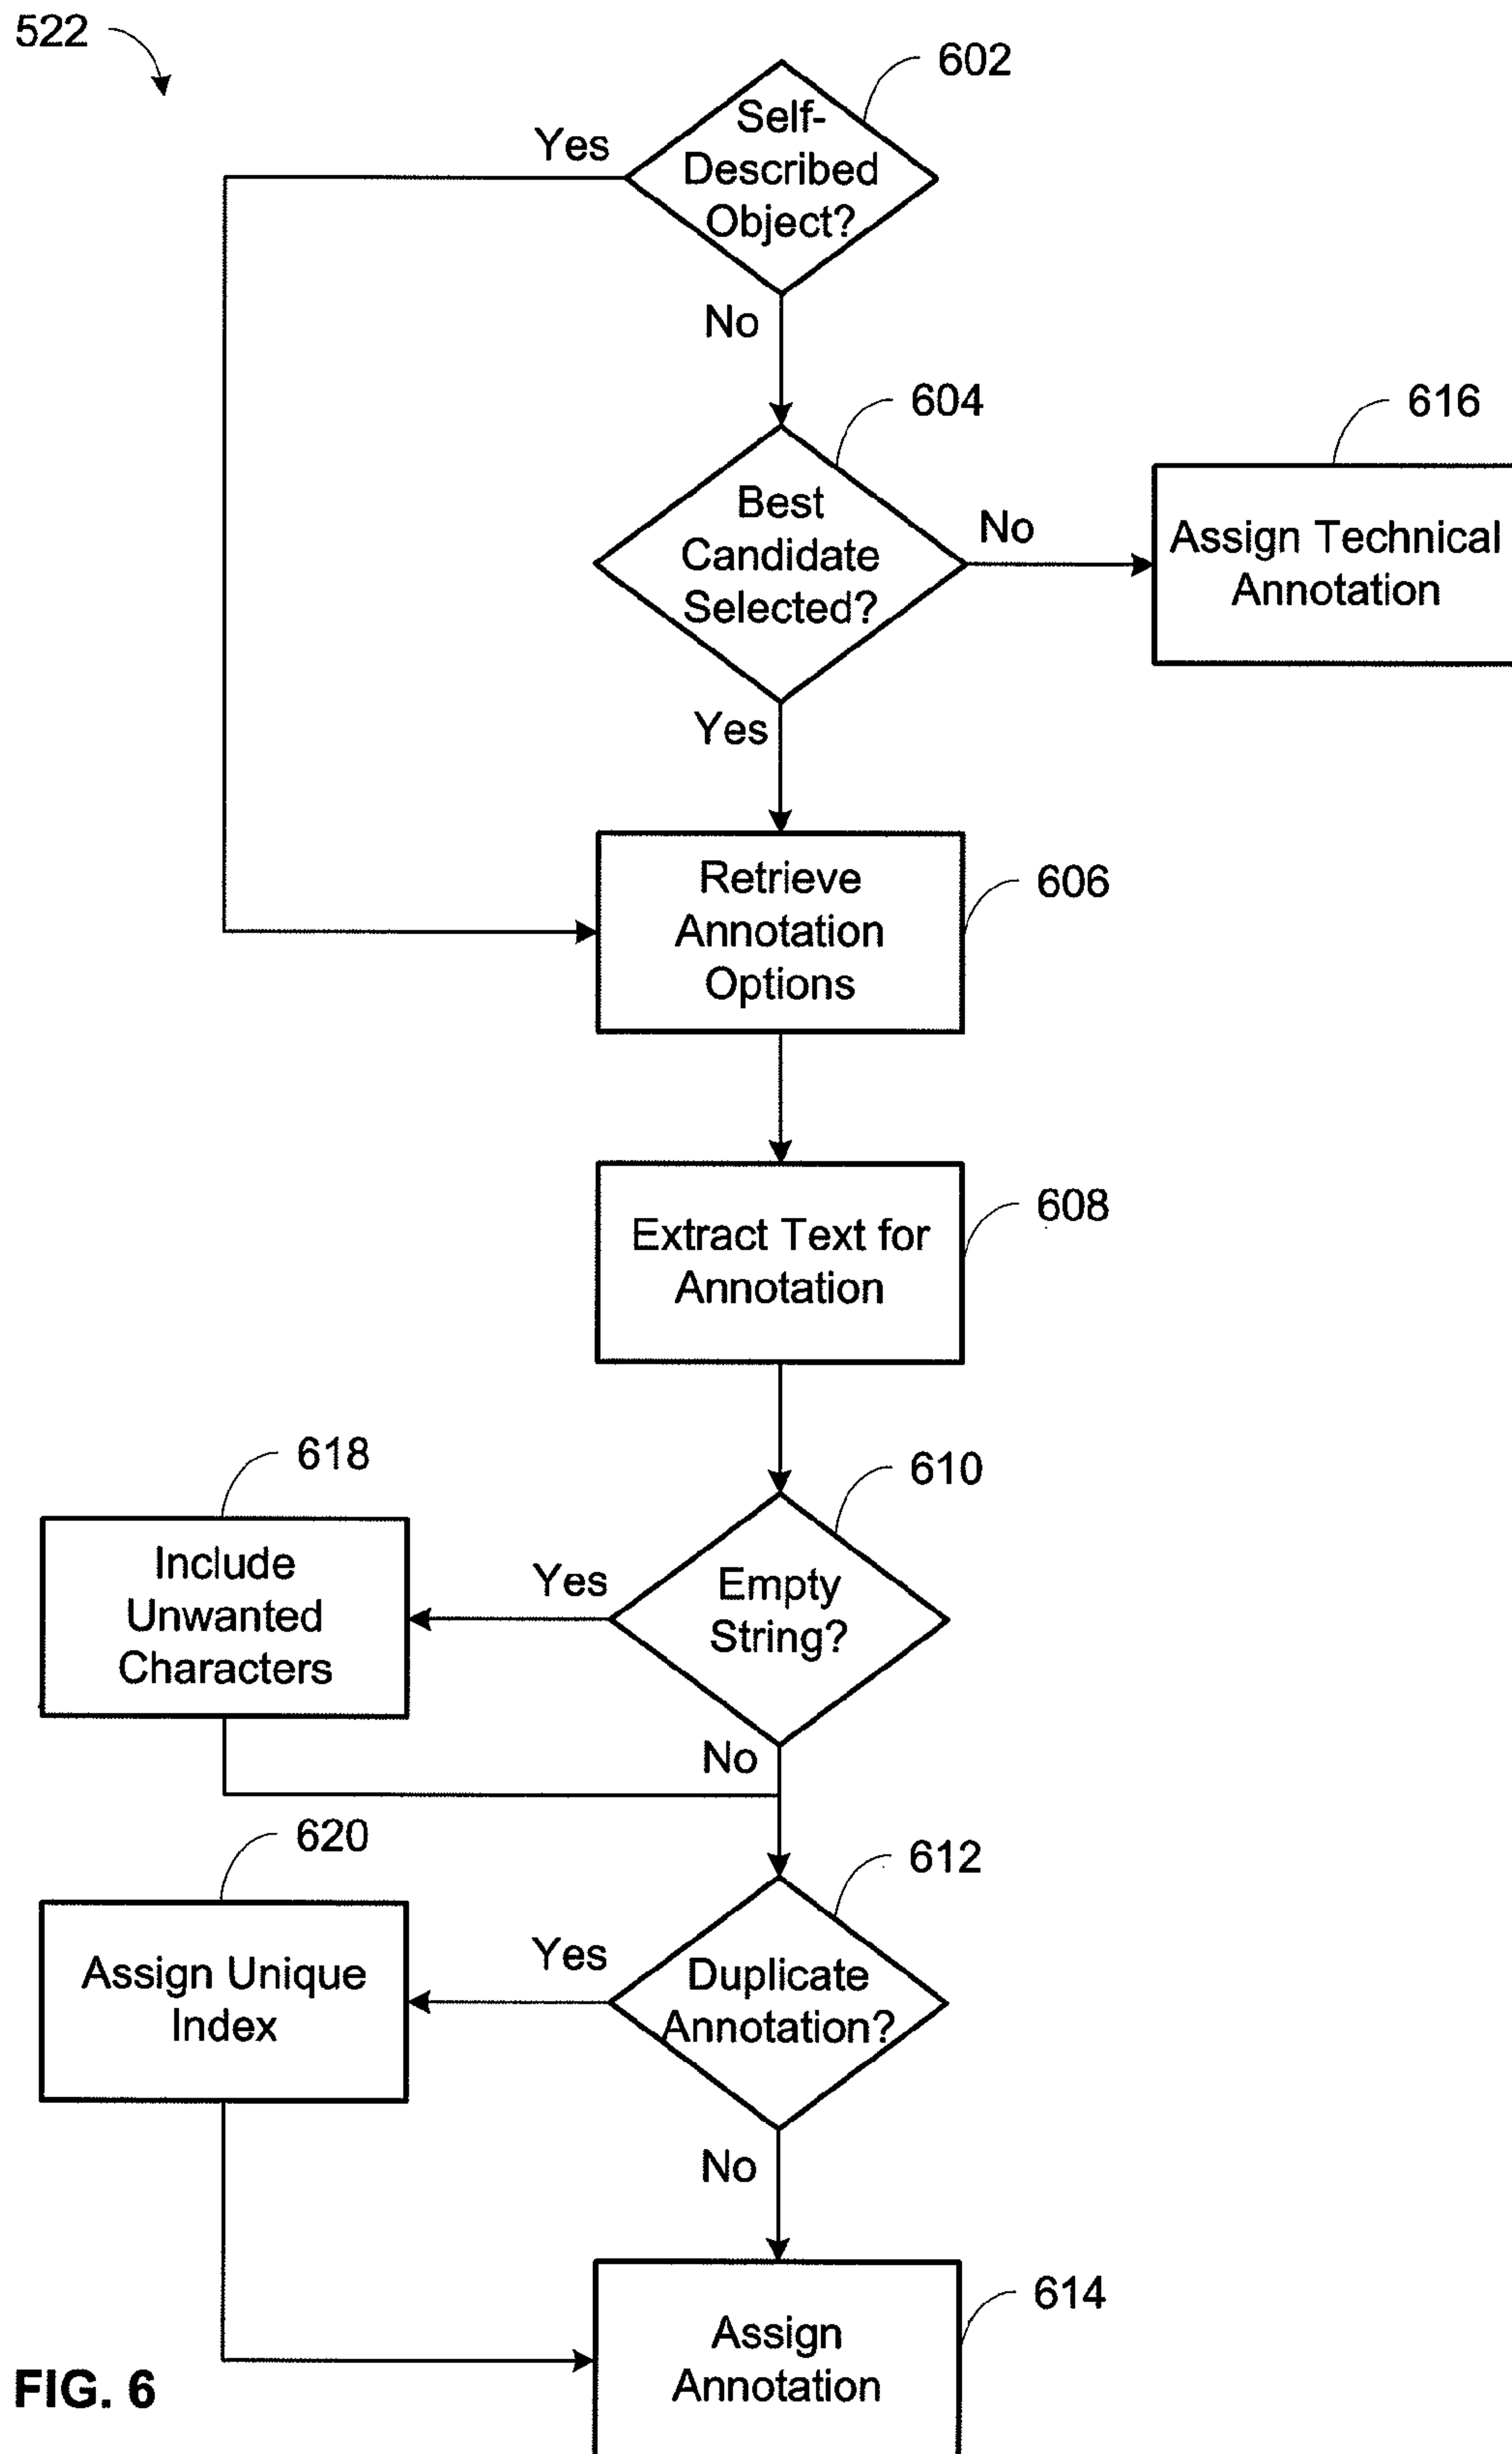 522
602
Self-
Described
Object?
Yes
No
604
616
Best
Candidate
Selected?
No
Assign Technical
Annotation
Yes
Retrieve
Annotation
Options
606
Extract Text for
Annotation
608
618
610
Include
Unwanted
Characters
Yes
Empty
String?
No
620
612
Assign Unique
Index
Yes
Duplicate
Annotation?
No
614
Assign
Annotation
FIG. 6